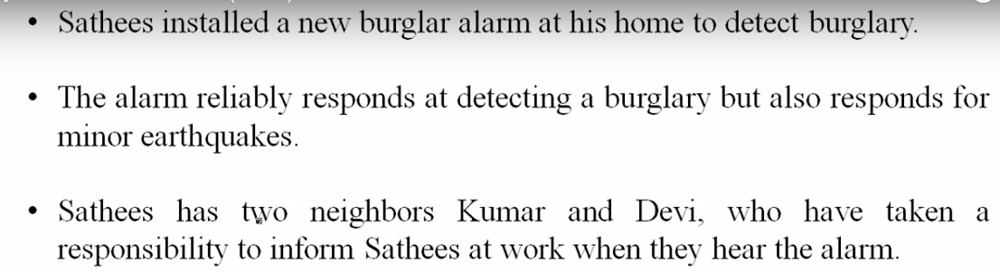 • Sathees installed a new burglar alarm at his home to detect burglary.
• The alarm reliably responds at detecting a burglary but also responds for
minor earthquakes.
• Sathees has two neighbors Kumar and Devi, who have taken a
responsibility to inform Sathees at work when they hear the alarm.